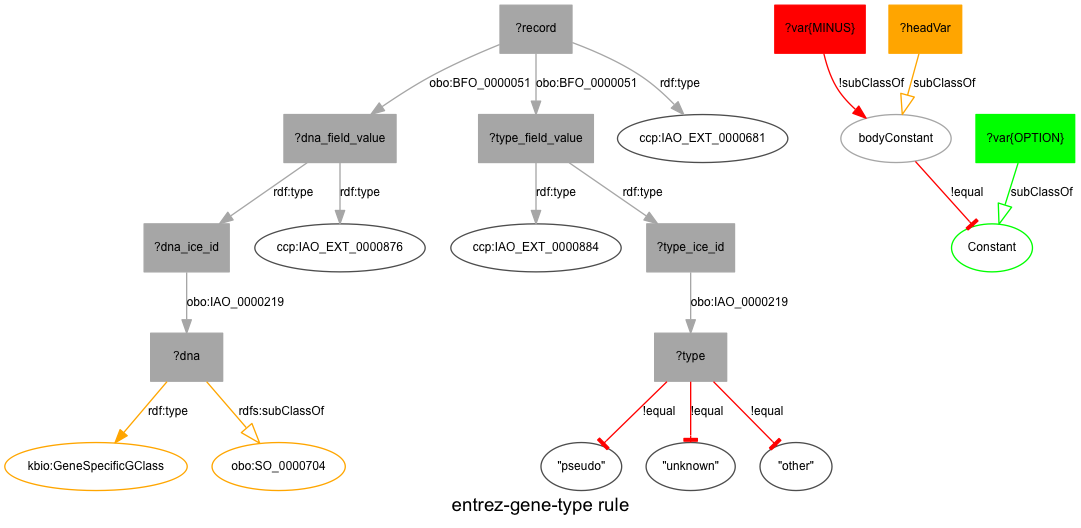 ?record
?var{MINUS}
?headVar
obo:BFO_0000051
obo:BFO_0000051
rdf:type
!subClassOf
subClassOf
?dna_field_value
?type_field_value
ccp:IAO_EXT_0000681
bodyConstant
?var{OPTION}
rdf:type
rdf:type
rdf:type
rdf:type
!equal
subClassOf
?dna_ice_id
ccp:IAO_EXT_0000876
ccp:IAO_EXT_0000884
?type_ice_id
Constant
obo:IAO_0000219
obo:IAO_0000219
?dna
?type
rdf:type
rdfs:subClassOf
!equal
!equal
!equal
kbio:GeneSpecificGClass
obo:SO_0000704
"pseudo"
"unknown"
"other"
entrez-gene-type rule